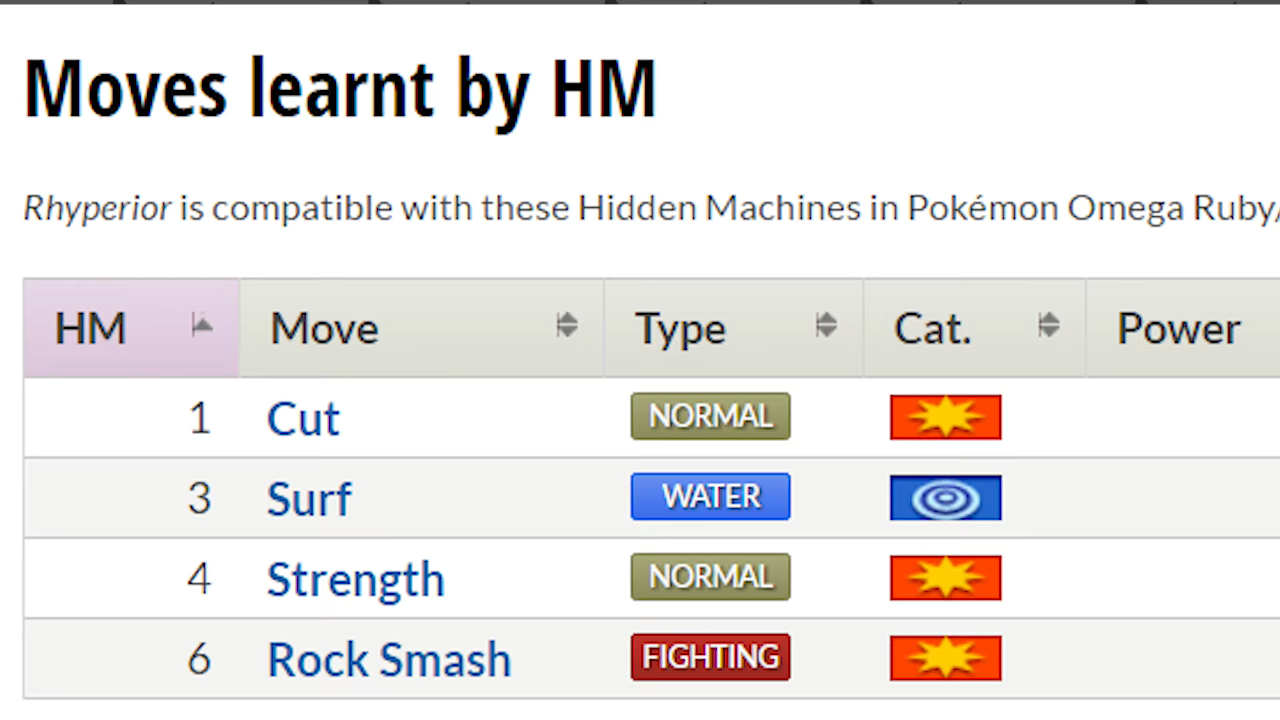 Moves learnt by HM
Rhyperior is compatible with these Hidden Machines in Pokémon Omega Ruby/
HM Move Type Cat. Power
1 Cut NORMAL
3 Surf WATER
4 Strength NORMAL
6 Rock Smash FIGHTING